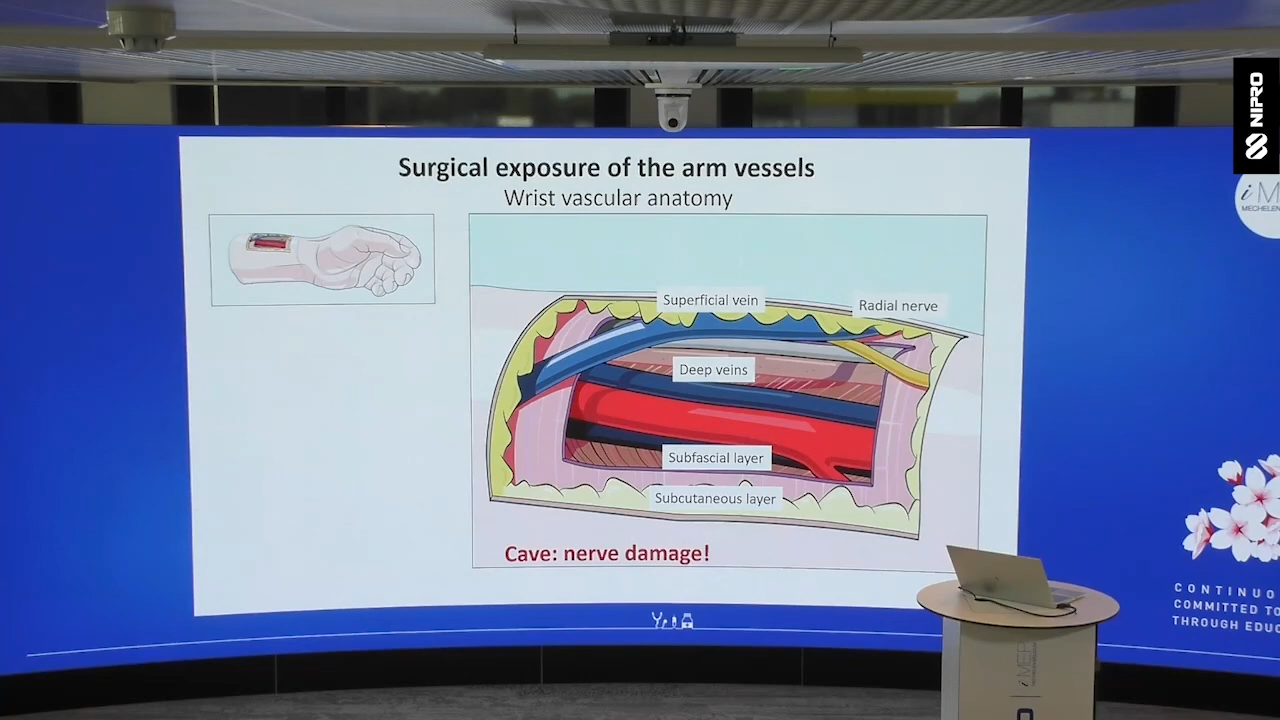 NIPRO
i M
MECHELEN
Surgical exposure of the arm vessels
Wrist vascular anatomy
Superficial vein
Radial nerve
Deep veins
Subfascial layer
Subcutaneous layer
Cave: nerve damage!
CONTINUO
COMMITTED TO
THROUGH EDUC